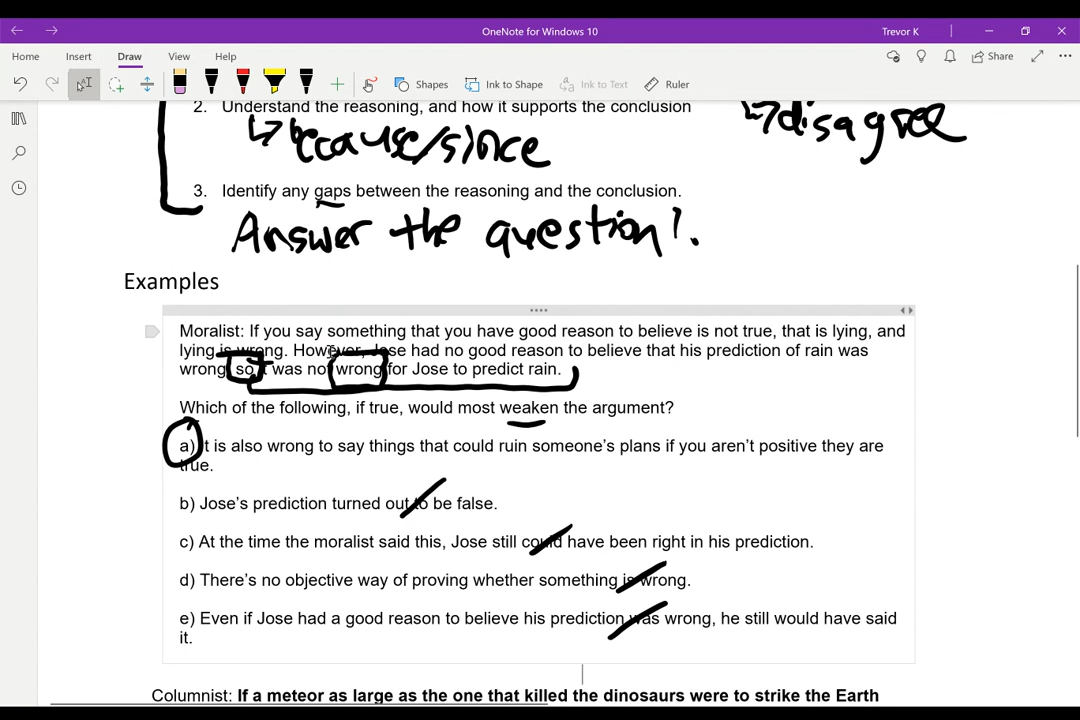 OneNote for Windows 10
Trevor K
Home Insert Draw View Help
Share
Shapes Ink to Shape Ink to Text Ruler
2. Understand the reasoning, and how it supports the conclusion
↳ because/since
↳ disagree
3. Identify any gaps between the reasoning and the conclusion.
Answer the question!.
Examples
Moralist: If you say something that you have good reason to believe is not true, that is lying, and
lying is wrong. However, Jose had no good reason to believe that his prediction of rain was
wrong, so it was not wrong for Jose to predict rain.
Which of the following, if true, would most weaken the argument?
a) It is also wrong to say things that could ruin someone's plans if you aren't positive they are
true.
b) Jose's prediction turned out to be false.
c) At the time the moralist said this, Jose still could have been right in his prediction.
d) There's no objective way of proving whether something is wrong.
e) Even if Jose had a good reason to believe his prediction was wrong, he still would have said
it.
Columnist: If a meteor as large as the one that killed the dinosaurs were to strike the Earth